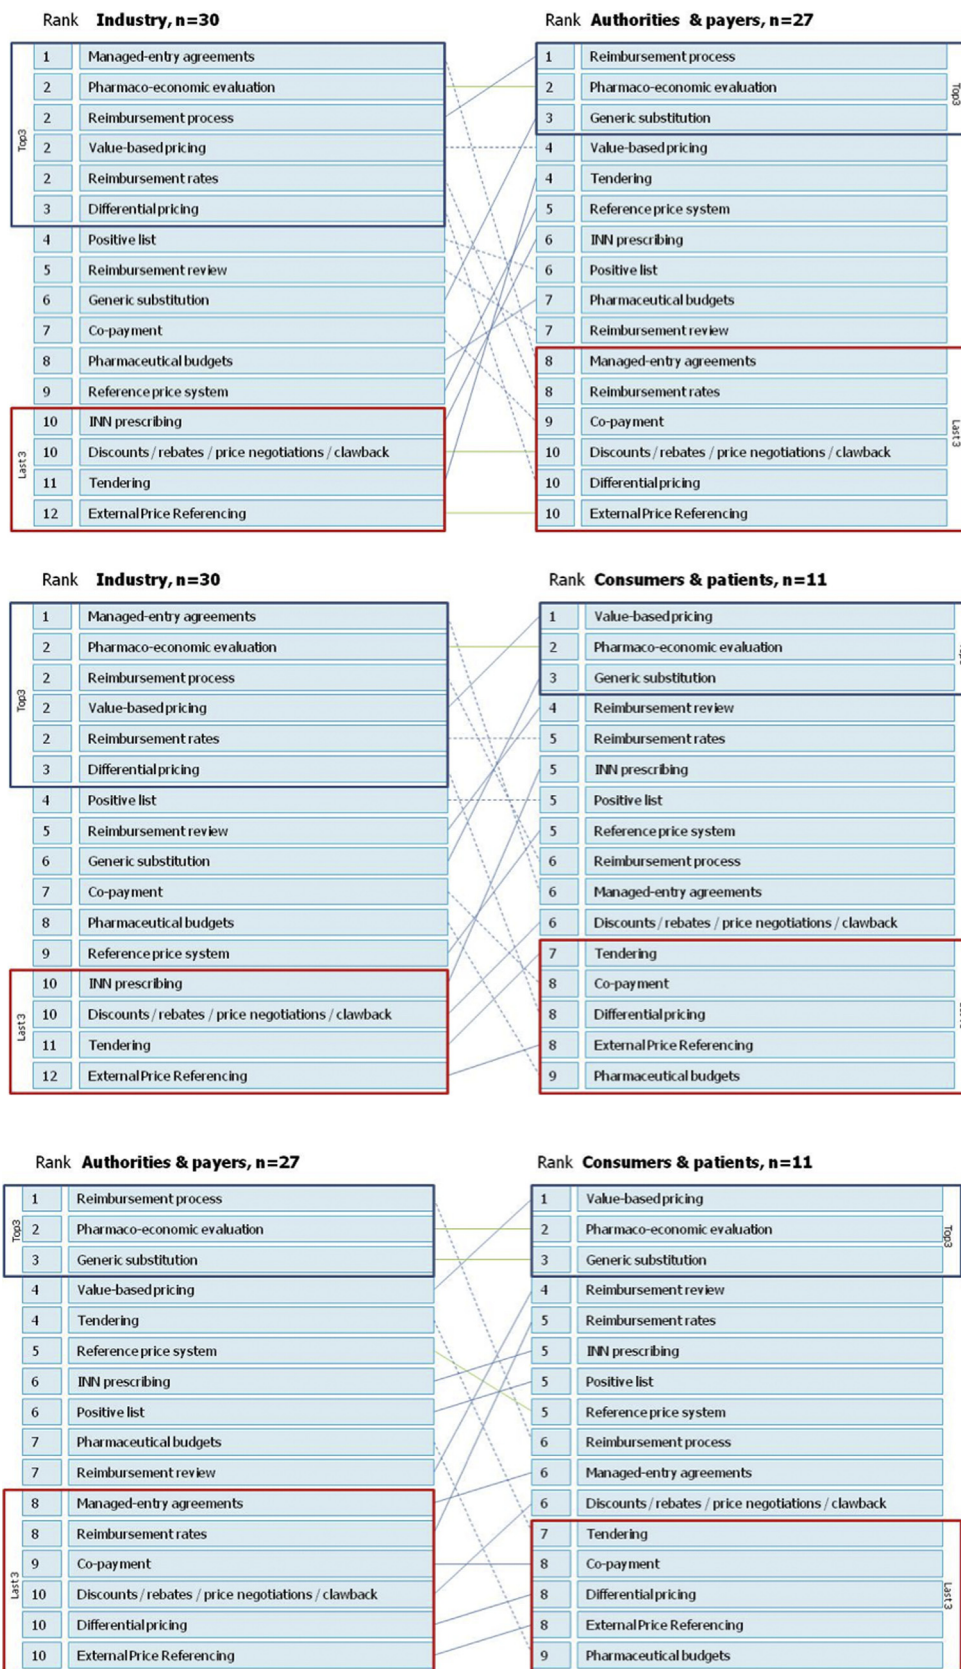 Rank Industry, n=30 Rank Authorities & payers, n=27
1 Managed-entry agreements 1 Reimbursement process
2 Pharmaco-economic evaluation 2 Pharmaco-economic evaluation
2 Reimbursement process 3 Generic substitution
2 Value-based pricing 4 Value-based pricing
2 Reimbursement rates 4 Tendering
3 Differential pricing 5 Reference price system
4 Positive list 6 INN prescribing
5 Reimbursement review 6 Positive list
6 Generic substitution 7 Pharmaceutical budgets
7 Co-payment 7 Reimbursement review
8 Pharmaceutical budgets 8 Managed-entry agreements
9 Reference price system 8 Reimbursement rates
10 INN prescribing 9 Co-payment
10 Discounts / rebates / price negotiations / clawback 10 Discounts / rebates / price negotiations / clawback
11 Tendering 10 Differential pricing
12 External Price Referencing 10 External Price Referencing
Top3
Last 3
Top3
Last 3
Rank Industry, n=30 Rank Consumers & patients, n=11
1 Managed-entry agreements 1 Value-based pricing
2 Pharmaco-economic evaluation 2 Pharmaco-economic evaluation
2 Reimbursement process 3 Generic substitution
2 Value-based pricing 4 Reimbursement review
2 Reimbursement rates 5 Reimbursement rates
3 Differential pricing 5 INN prescribing
4 Positive list 5 Positive list
5 Reimbursement review 5 Reference price system
6 Generic substitution 6 Reimbursement process
7 Co-payment 6 Managed-entry agreements
8 Pharmaceutical budgets 6 Discounts / rebates / price negotiations / clawback
9 Reference price system 7 Tendering
10 INN prescribing 8 Co-payment
10 Discounts / rebates / price negotiations / clawback 8 Differential pricing
11 Tendering 8 External Price Referencing
12 External Price Referencing 9 Pharmaceutical budgets
Top3
Last 3
Rank Authorities & payers, n=27 Rank Consumers & patients, n=11
1 Reimbursement process 1 Value-based pricing
2 Pharmaco-economic evaluation 2 Pharmaco-economic evaluation
3 Generic substitution 3 Generic substitution
4 Value-based pricing 4 Reimbursement review
4 Tendering 5 Reimbursement rates
5 Reference price system 5 INN prescribing
6 INN prescribing 5 Positive list
6 Positive list 5 Reference price system
7 Pharmaceutical budgets 6 Reimbursement process
7 Reimbursement review 6 Managed-entry agreements
8 Managed-entry agreements 6 Discounts / rebates / price negotiations / clawback
8 Reimbursement rates 7 Tendering
9 Co-payment 8 Co-payment
10 Discounts / rebates / price negotiations / clawback 8 Differential pricing
10 Differential pricing 8 External Price Referencing
10 External Price Referencing 9 Pharmaceutical budgets
Top3
Last 3
Top3
Last 3